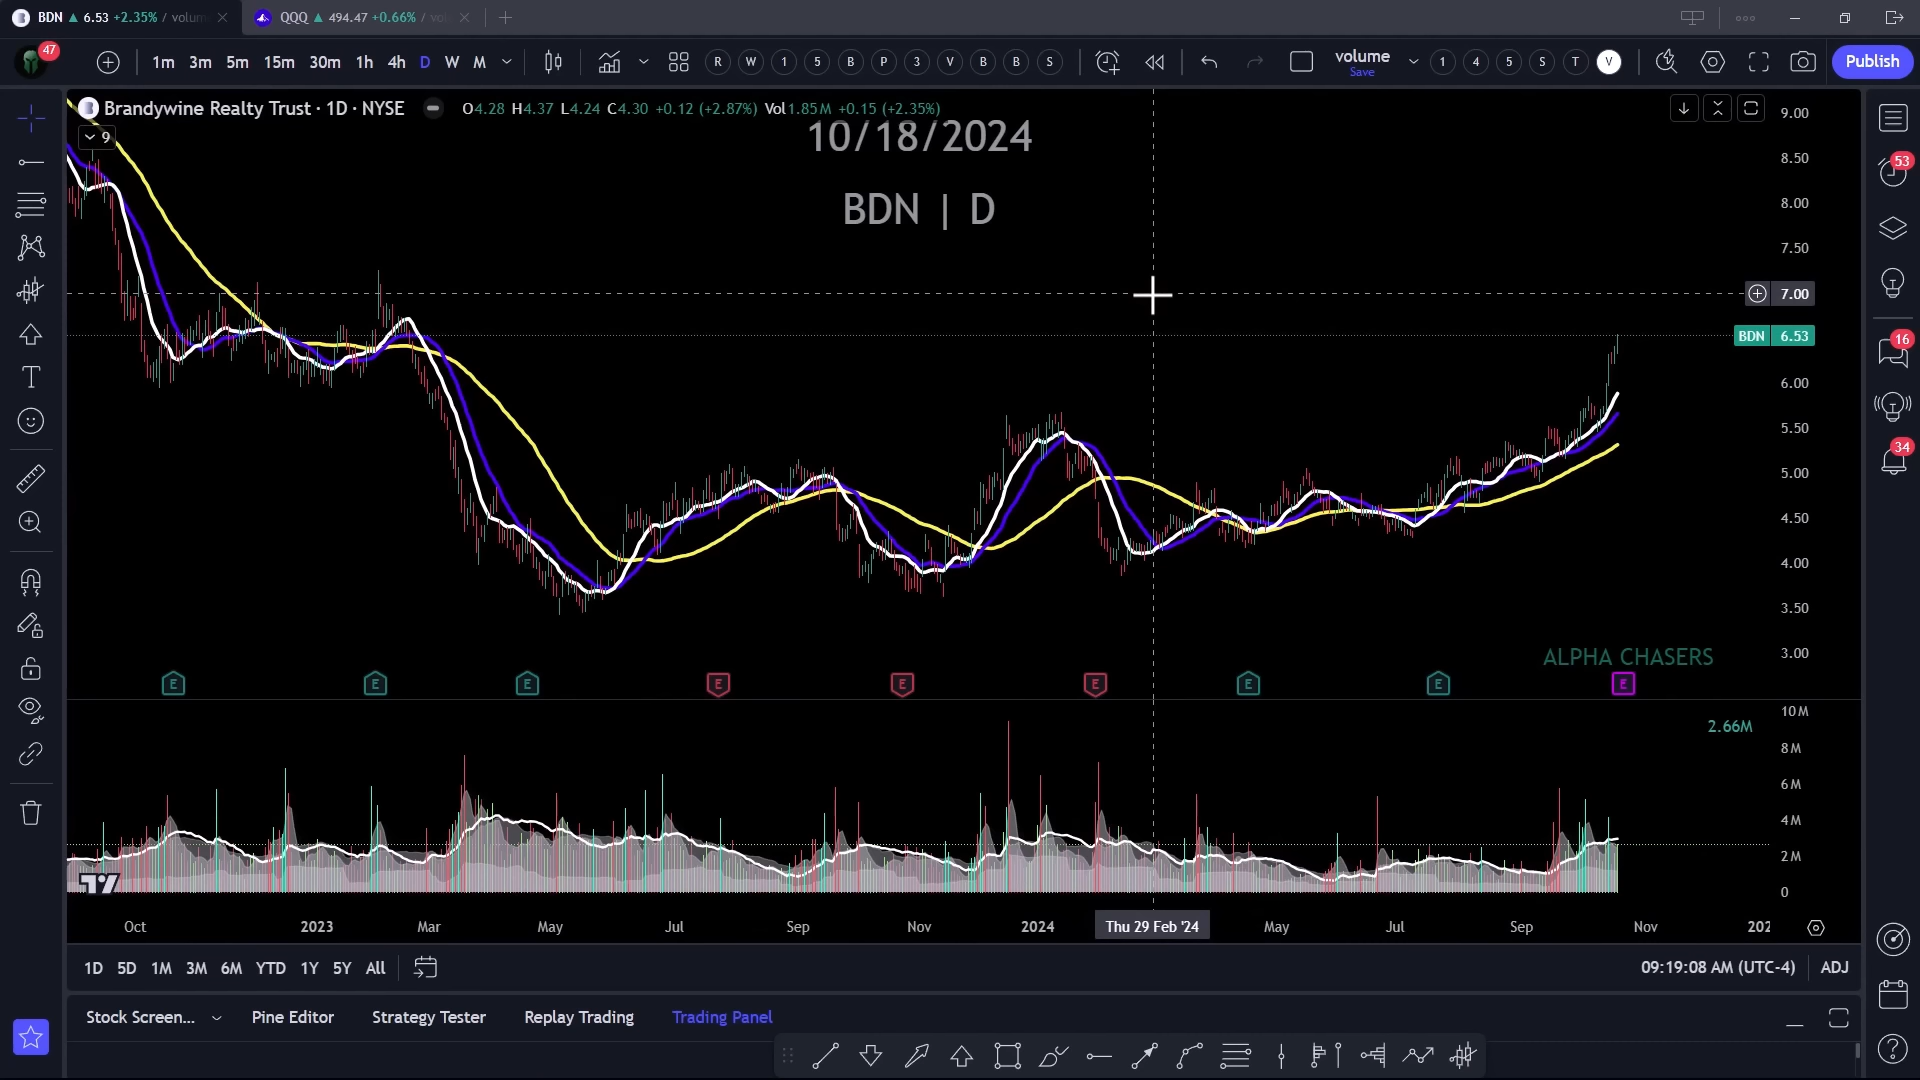 BDN ▲ 6.53 +2.35% / volum
QQQ ▲ 494.47 +0.66% / vo
47
1m 3m 5m 15m 30m 1h 4h D W M
R W 1 5 B P 3 V B B S
volume
Save
1 4 5 S T V
Publish
Brandywine Realty Trust · 1D · NYSE
O4.28 H4.37 L4.24 C4.30 +0.12 (+2.87%) Vol1.85M +0.15 (+2.35%)
9
10/18/2024
BDN | D
9.00
8.50
8.00
7.50
7.00
BDN 6.53
6.00
5.50
5.00
4.50
4.00
3.50
3.00
ALPHA CHASERS
E E E E E E E E E
10 M
2.66M
8 M
6 M
4 M
2 M
0
Oct 2023 Mar May Jul Sep Nov 2024 Thu 29 Feb '24 May Jul Sep Nov 202
1D 5D 1M 3M 6M YTD 1Y 5Y All
09:19:08 AM (UTC-4) ADJ
Stock Screen... Pine Editor Strategy Tester Replay Trading Trading Panel
53
16
34